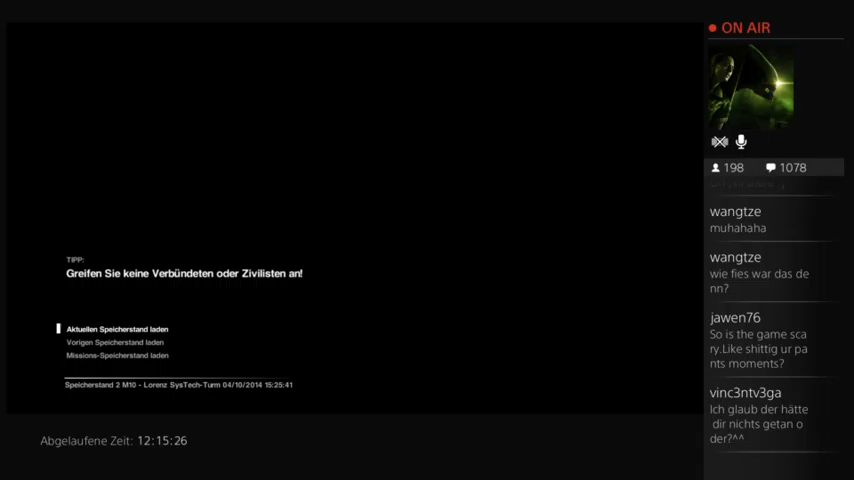 ON AIR
198 1078
wangtze
muhahaha
wangtze
wie fies war das de
nn?
jawen76
So is the game sca
ry.Like shittig ur pa
nts moments?
vinc3ntv3ga
Ich glaub der hätte
dir nichts getan o
der?^^
TIPP:
Greifen Sie keine Verbündeten oder Zivilisten an!
Aktuellen Speicherstand laden
Vorigen Speicherstand laden
Missions-Speicherstand laden
Speicherstand 2 M10 - Lorenz SysTech-Turm 04/10/2014 15:25:41
Abgelaufene Zeit: 12:15:26